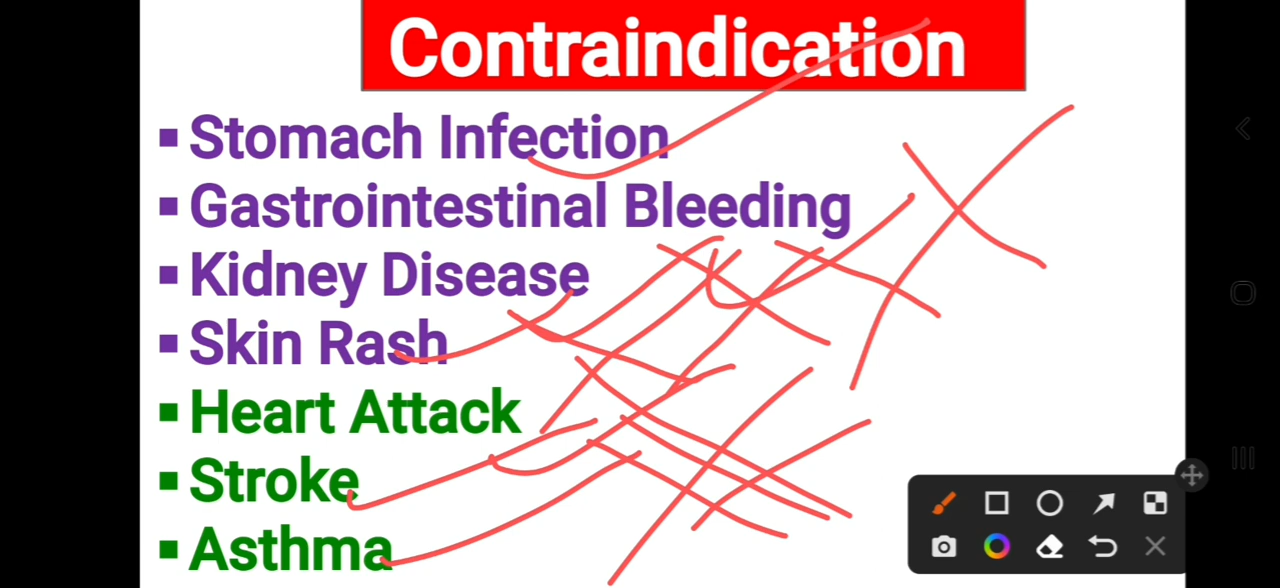 Contraindication
▪ Stomach Infection
▪ Gastrointestinal Bleeding
▪ Kidney Disease
▪ Skin Rash
▪ Heart Attack
▪ Stroke
▪ Asthma